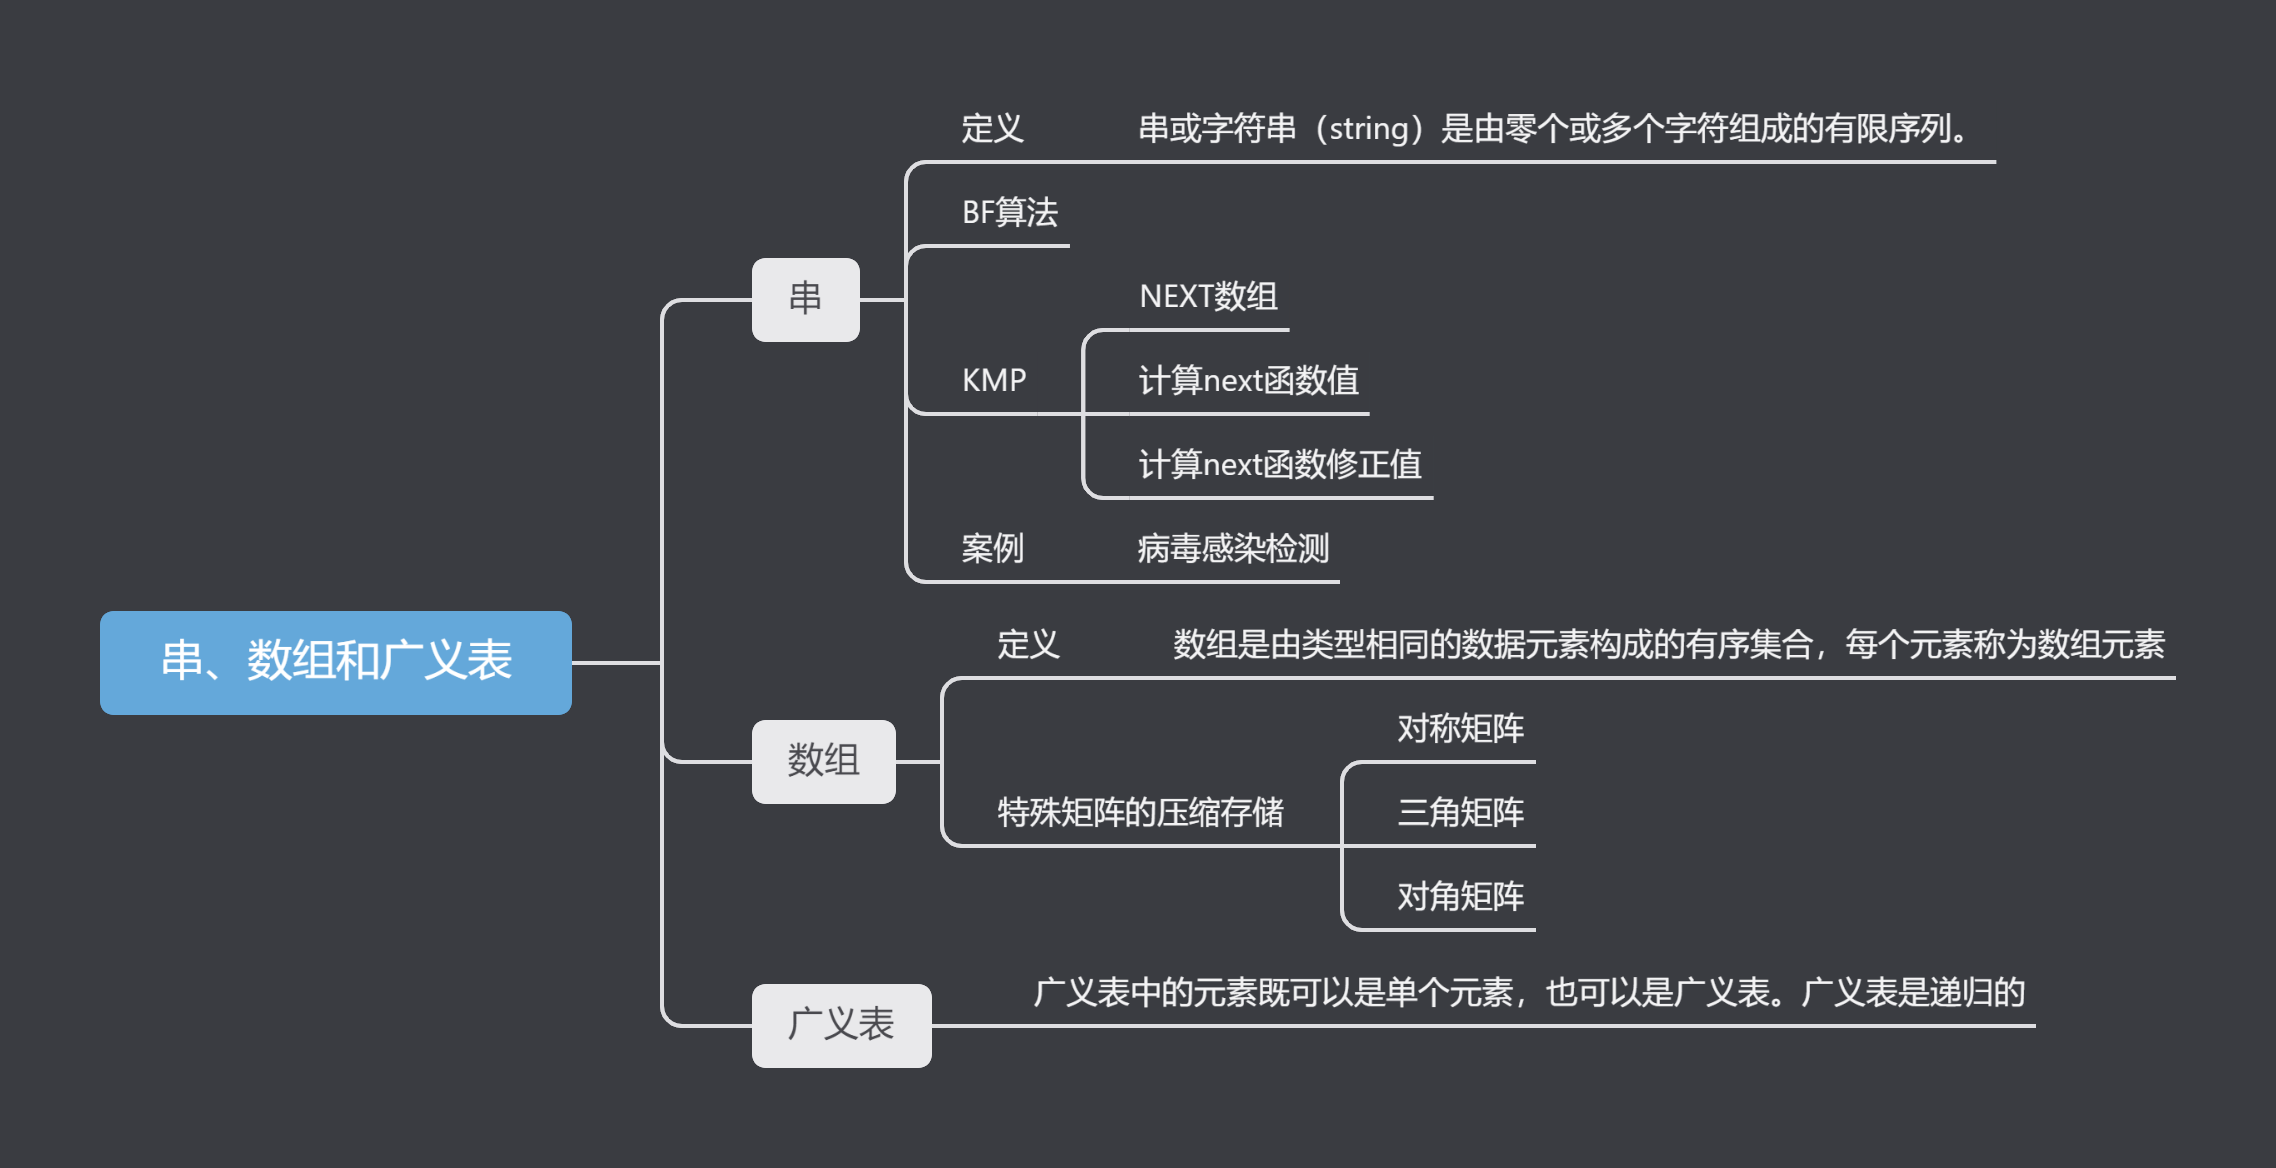 串、数组和广义表
串
定义
串或字符串（string）是由零个或多个字符组成的有限序列。
BF算法
KMP
NEXT数组
计算next函数值
计算next函数修正值
案例
病毒感染检测
数组
定义
数组是由类型相同的数据元素构成的有序集合，每个元素称为数组元素
特殊矩阵的压缩存储
对称矩阵
三角矩阵
对角矩阵
广义表
广义表中的元素既可以是单个元素，也可以是广义表。广义表是递归的